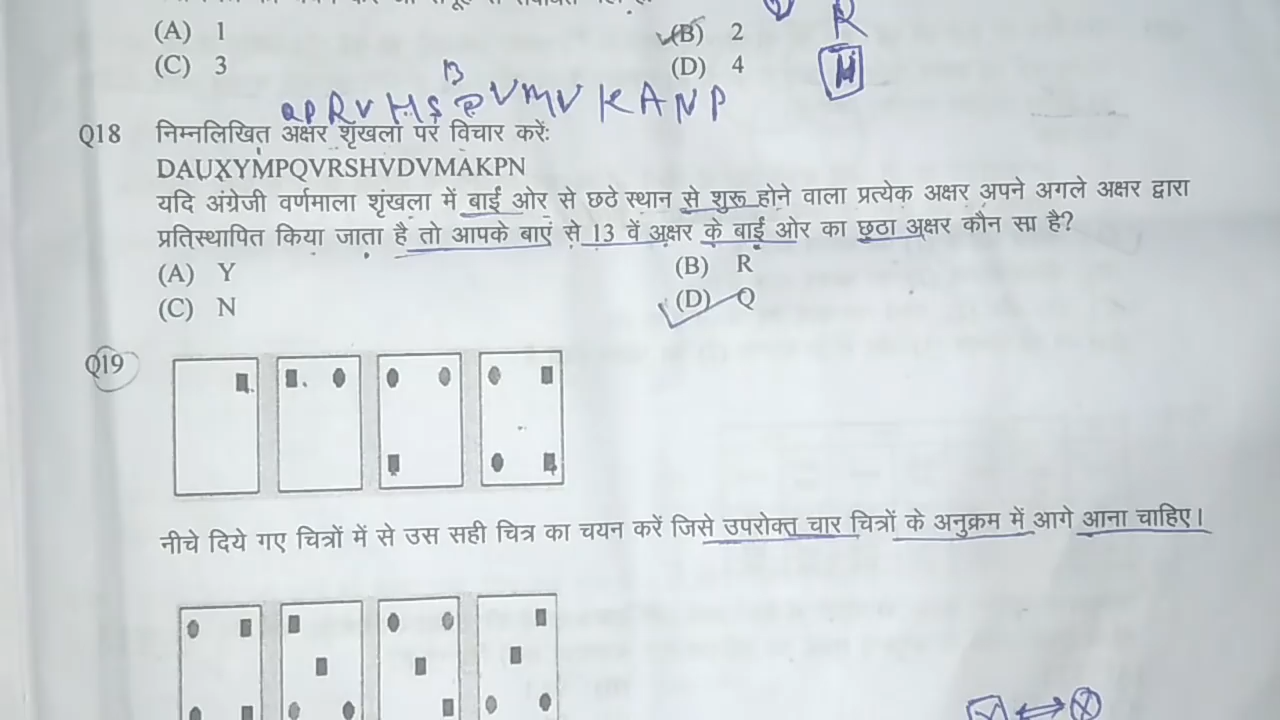 (A) 1 (B) 2
(C) 3 (D) 4
R
H
B
QPRVHS VMVKANP
Q18 निम्नलिखित अक्षर शृंखला पर विचार करेंः
DAUXYMPQVRSHVDVMAKPN
यदि अंग्रेजी वर्णमाला शृंखला में बाईं ओर से छठे स्थान से शुरू होने वाला प्रत्येक अक्षर अपने अगले अक्षर द्वारा
प्रतिस्थापित किया जाता है तो आपके बाएं से 13 वें अक्षर के बाईं ओर का छठा अक्षर कौन सा है?
(A) Y (B) R
(C) N (D) Q
Q19
नीचे दिये गए चित्रों में से उस सही चित्र का चयन करें जिसे उपरोक्त चार चित्रों के अनुक्रम में आगे आना चाहिए।